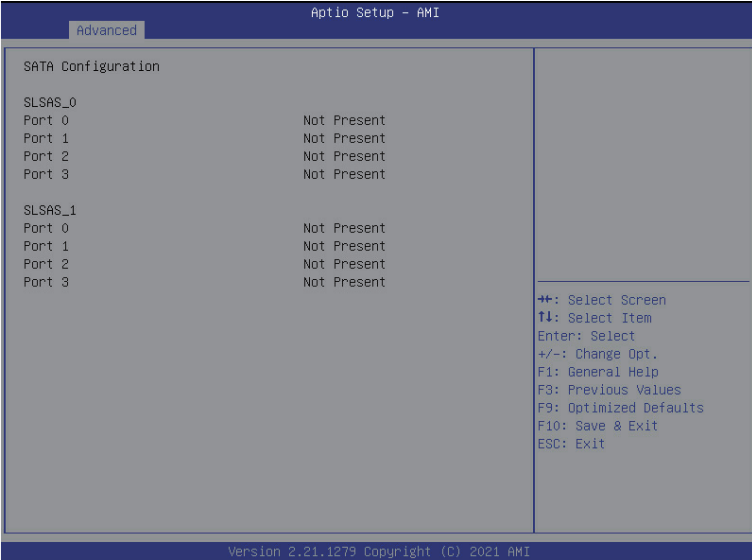 Aptio Setup – AMI
Advanced
SATA Configuration
SLSAS_0
Port 0 Not Present
Port 1 Not Present
Port 2 Not Present
Port 3 Not Present
SLSAS_1
Port 0 Not Present
Port 1 Not Present
Port 2 Not Present
Port 3 Not Present
→←: Select Screen
↑↓: Select Item
Enter: Select
+/-: Change Opt.
F1: General Help
F3: Previous Values
F9: Optimized Defaults
F10: Save & Exit
ESC: Exit
Version 2.21.1279 Copyright (C) 2021 AMI